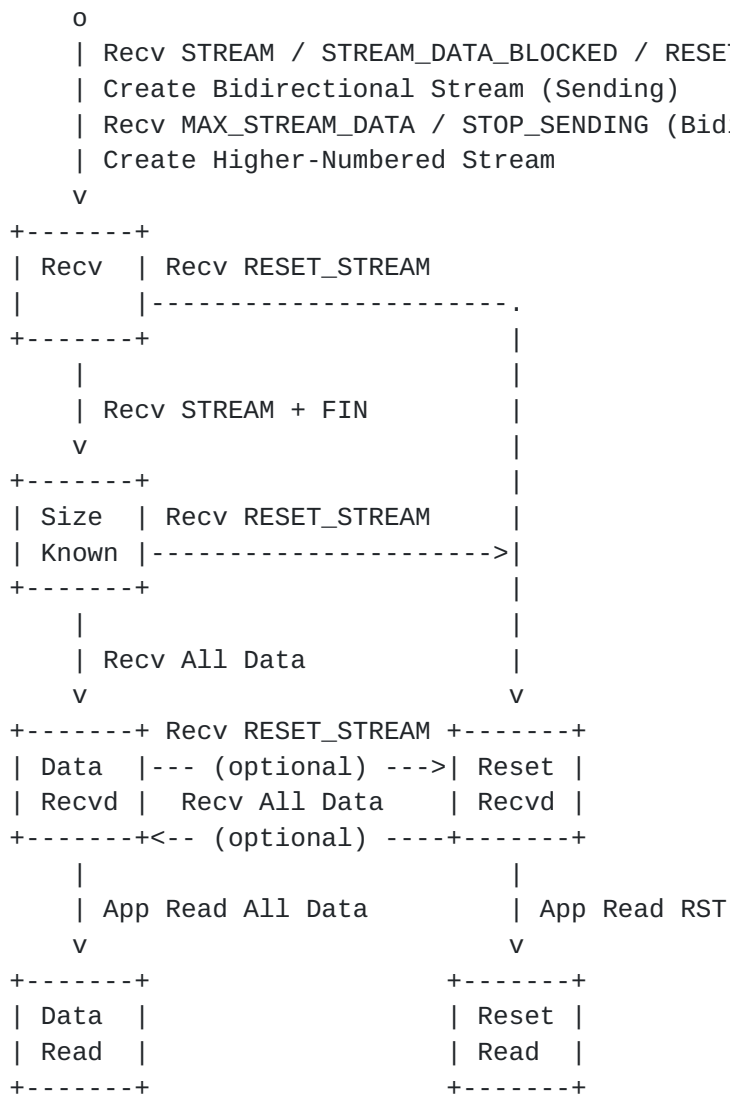 o
| Recv STREAM / STREAM_DATA_BLOCKED / RESET
| Create Bidirectional Stream (Sending)
| Recv MAX_STREAM_DATA / STOP_SENDING (Bidi
| Create Higher-Numbered Stream
v
+-------+
| Recv  | Recv RESET_STREAM
|       |-----------------------.
+-------+                       |
|                       |
| Recv STREAM + FIN     |
v                       |
+-------+                       |
| Size  | Recv RESET_STREAM     |
| Known |---------------------->|
+-------+                       |
|                       |
| Recv All Data         |
v                       v
+-------+ Recv RESET_STREAM +-------+
| Data  |--- (optional) --->| Reset |
| Recvd |  Recv All Data    | Recvd |
+-------+<-- (optional) ----+-------+
|                       |
| App Read All Data     | App Read RST
v                       v
+-------+                   +-------+
| Data  |                   | Reset |
| Read  |                   | Read  |
+-------+                   +-------+